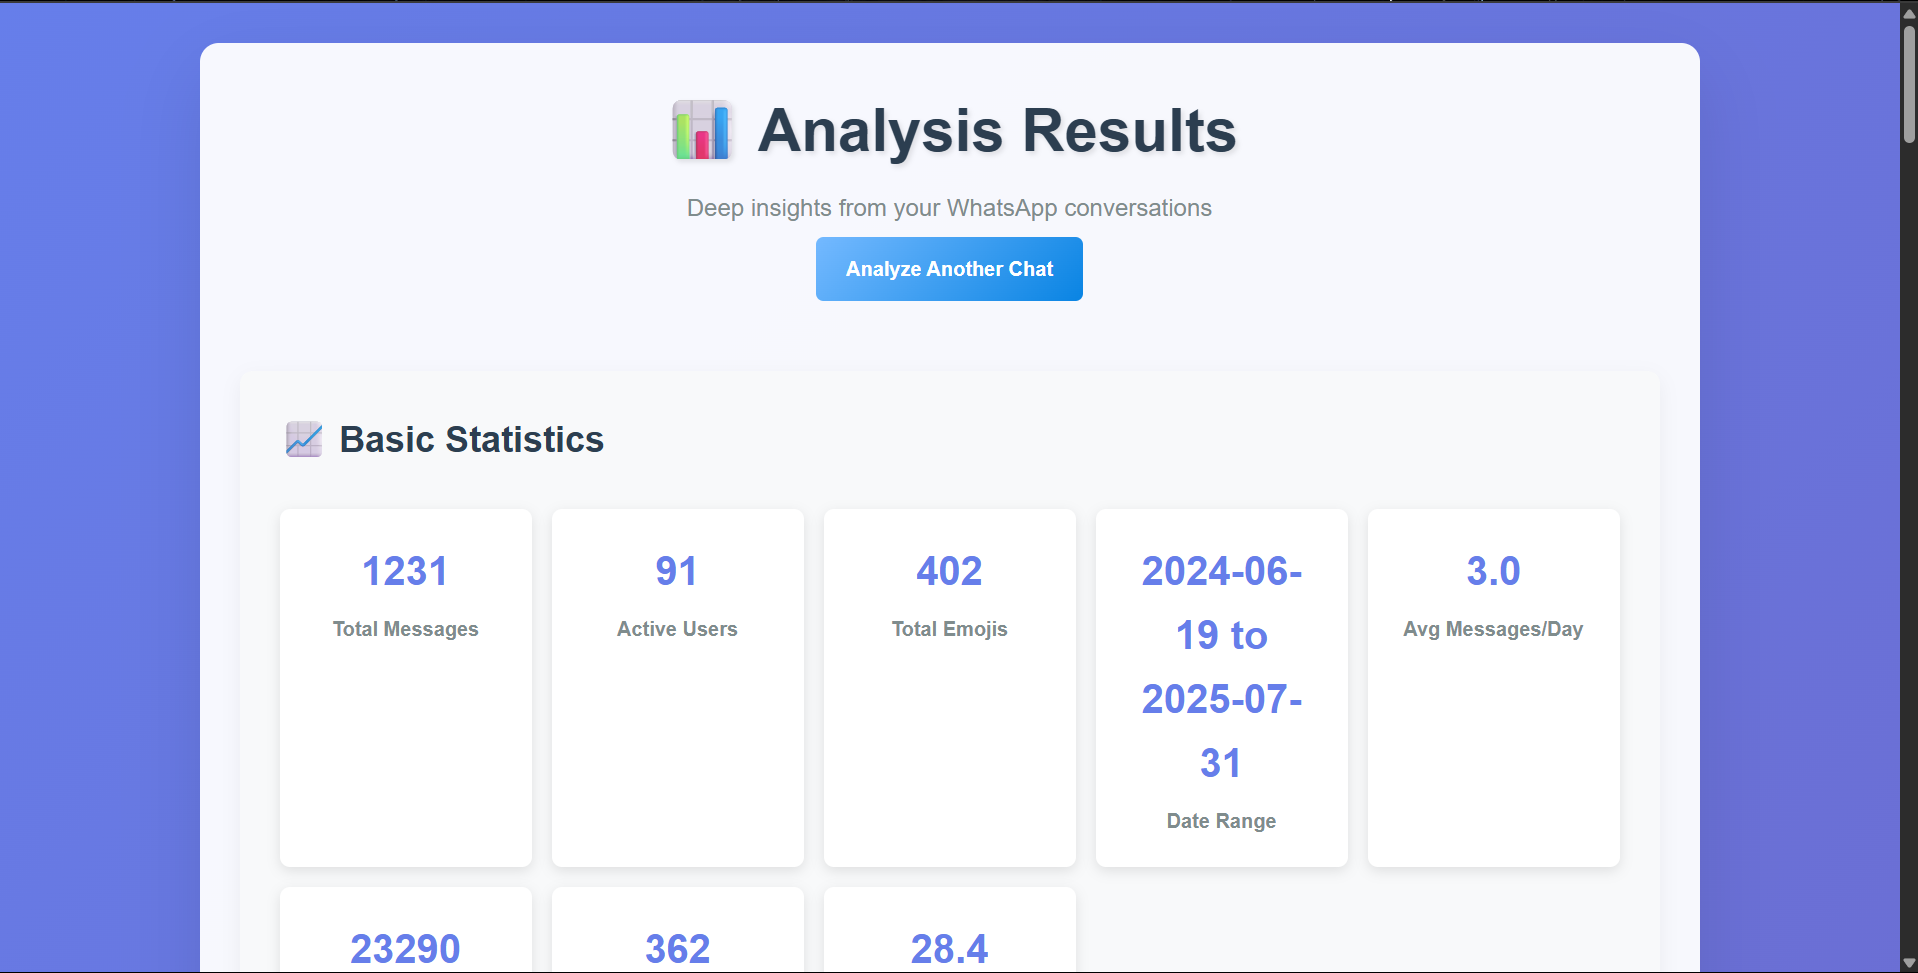 Analysis Results
Deep insights from your WhatsApp conversations
Analyze Another Chat
Basic Statistics
1231
Total Messages
91
Active Users
402
Total Emojis
2024-06-
19 to
2025-07-
31
Date Range
3.0
Avg Messages/Day
23290
362
28.4